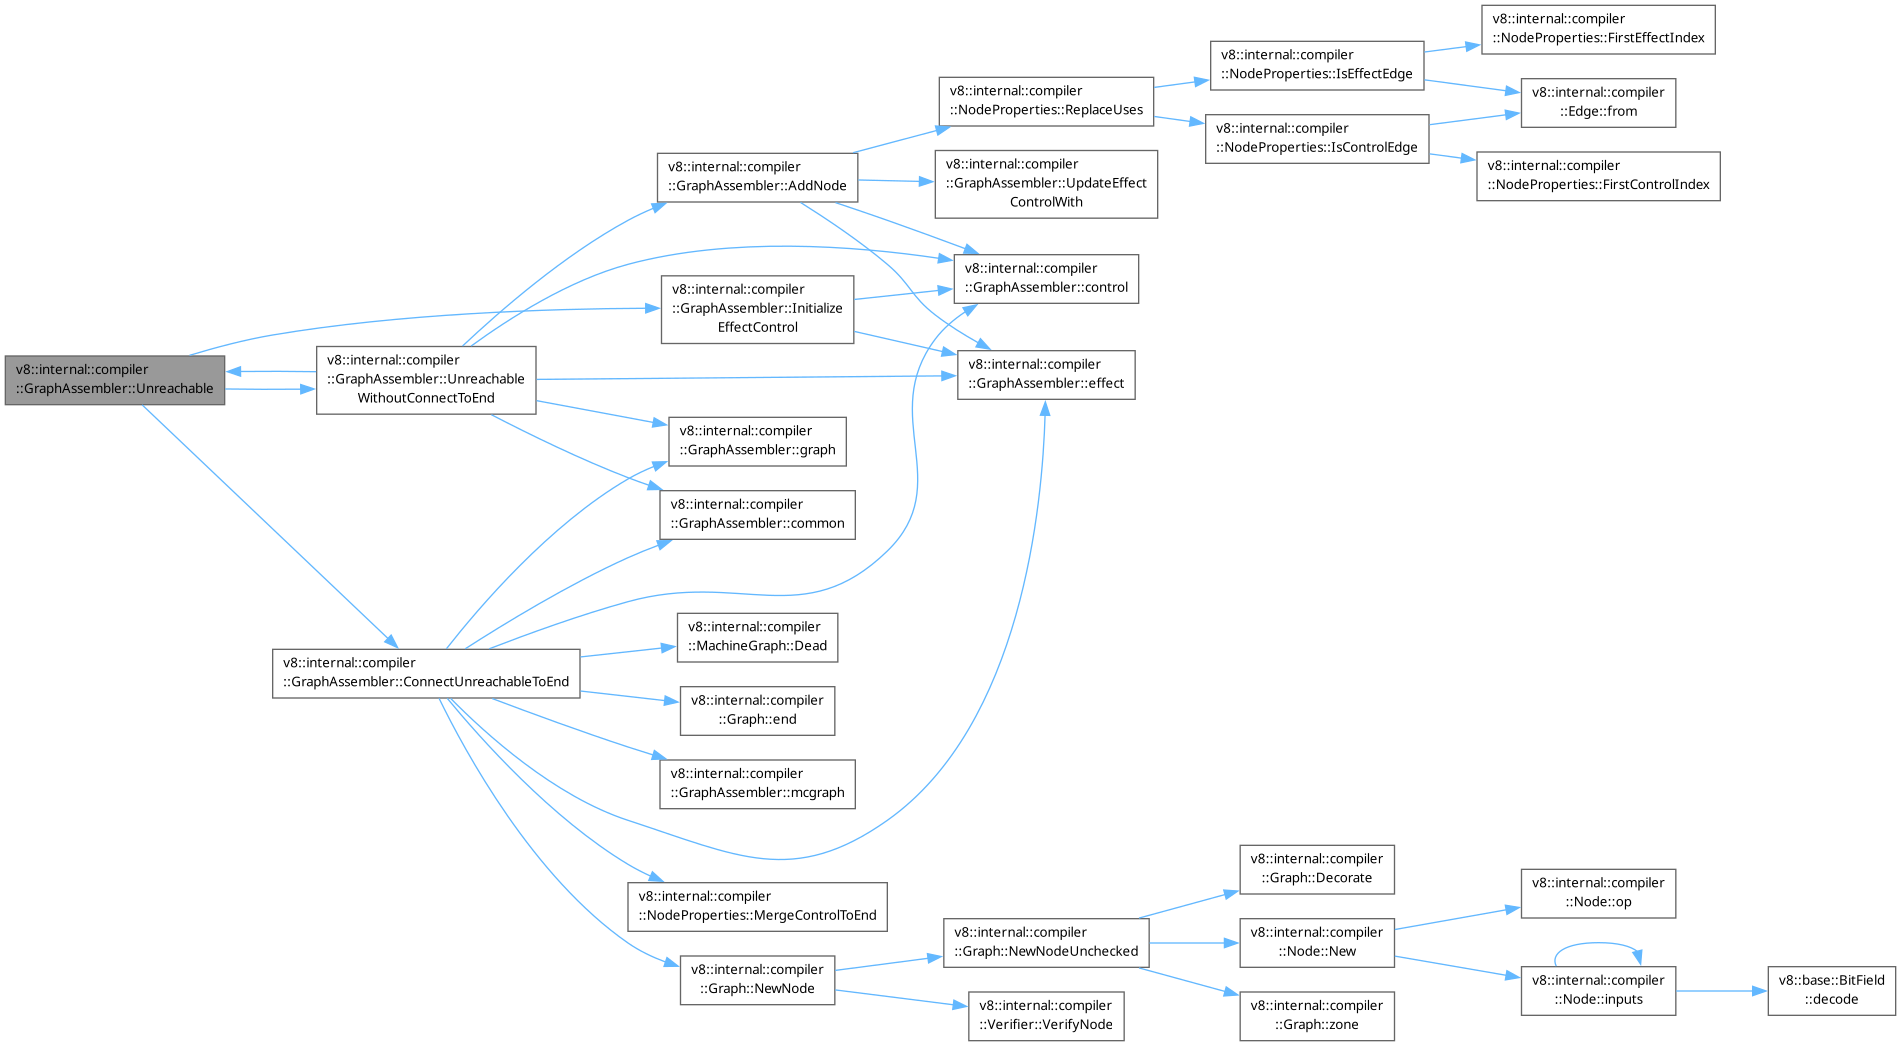 v8::internal::compiler
::GraphAssembler::Unreachable
v8::internal::compiler
::GraphAssembler::Unreachable
WithoutConnectToEnd
v8::internal::compiler
::GraphAssembler::ConnectUnreachableToEnd
v8::internal::compiler
::GraphAssembler::AddNode
v8::internal::compiler
::GraphAssembler::Initialize
EffectControl
v8::internal::compiler
::GraphAssembler::graph
v8::internal::compiler
::GraphAssembler::common
v8::internal::compiler
::MachineGraph::Dead
v8::internal::compiler
::Graph::end
v8::internal::compiler
::GraphAssembler::mcgraph
v8::internal::compiler
::NodeProperties::MergeControlToEnd
v8::internal::compiler
::Graph::NewNode
v8::internal::compiler
::NodeProperties::ReplaceUses
v8::internal::compiler
::GraphAssembler::UpdateEffect
ControlWith
v8::internal::compiler
::GraphAssembler::control
v8::internal::compiler
::GraphAssembler::effect
v8::internal::compiler
::Graph::NewNodeUnchecked
v8::internal::compiler
::Verifier::VerifyNode
v8::internal::compiler
::NodeProperties::IsEffectEdge
v8::internal::compiler
::NodeProperties::IsControlEdge
v8::internal::compiler
::Graph::Decorate
v8::internal::compiler
::Node::New
v8::internal::compiler
::Graph::zone
v8::internal::compiler
::NodeProperties::FirstEffectIndex
v8::internal::compiler
::Edge::from
v8::internal::compiler
::NodeProperties::FirstControlIndex
v8::internal::compiler
::Node::op
v8::internal::compiler
::Node::inputs
v8::base::BitField
::decode